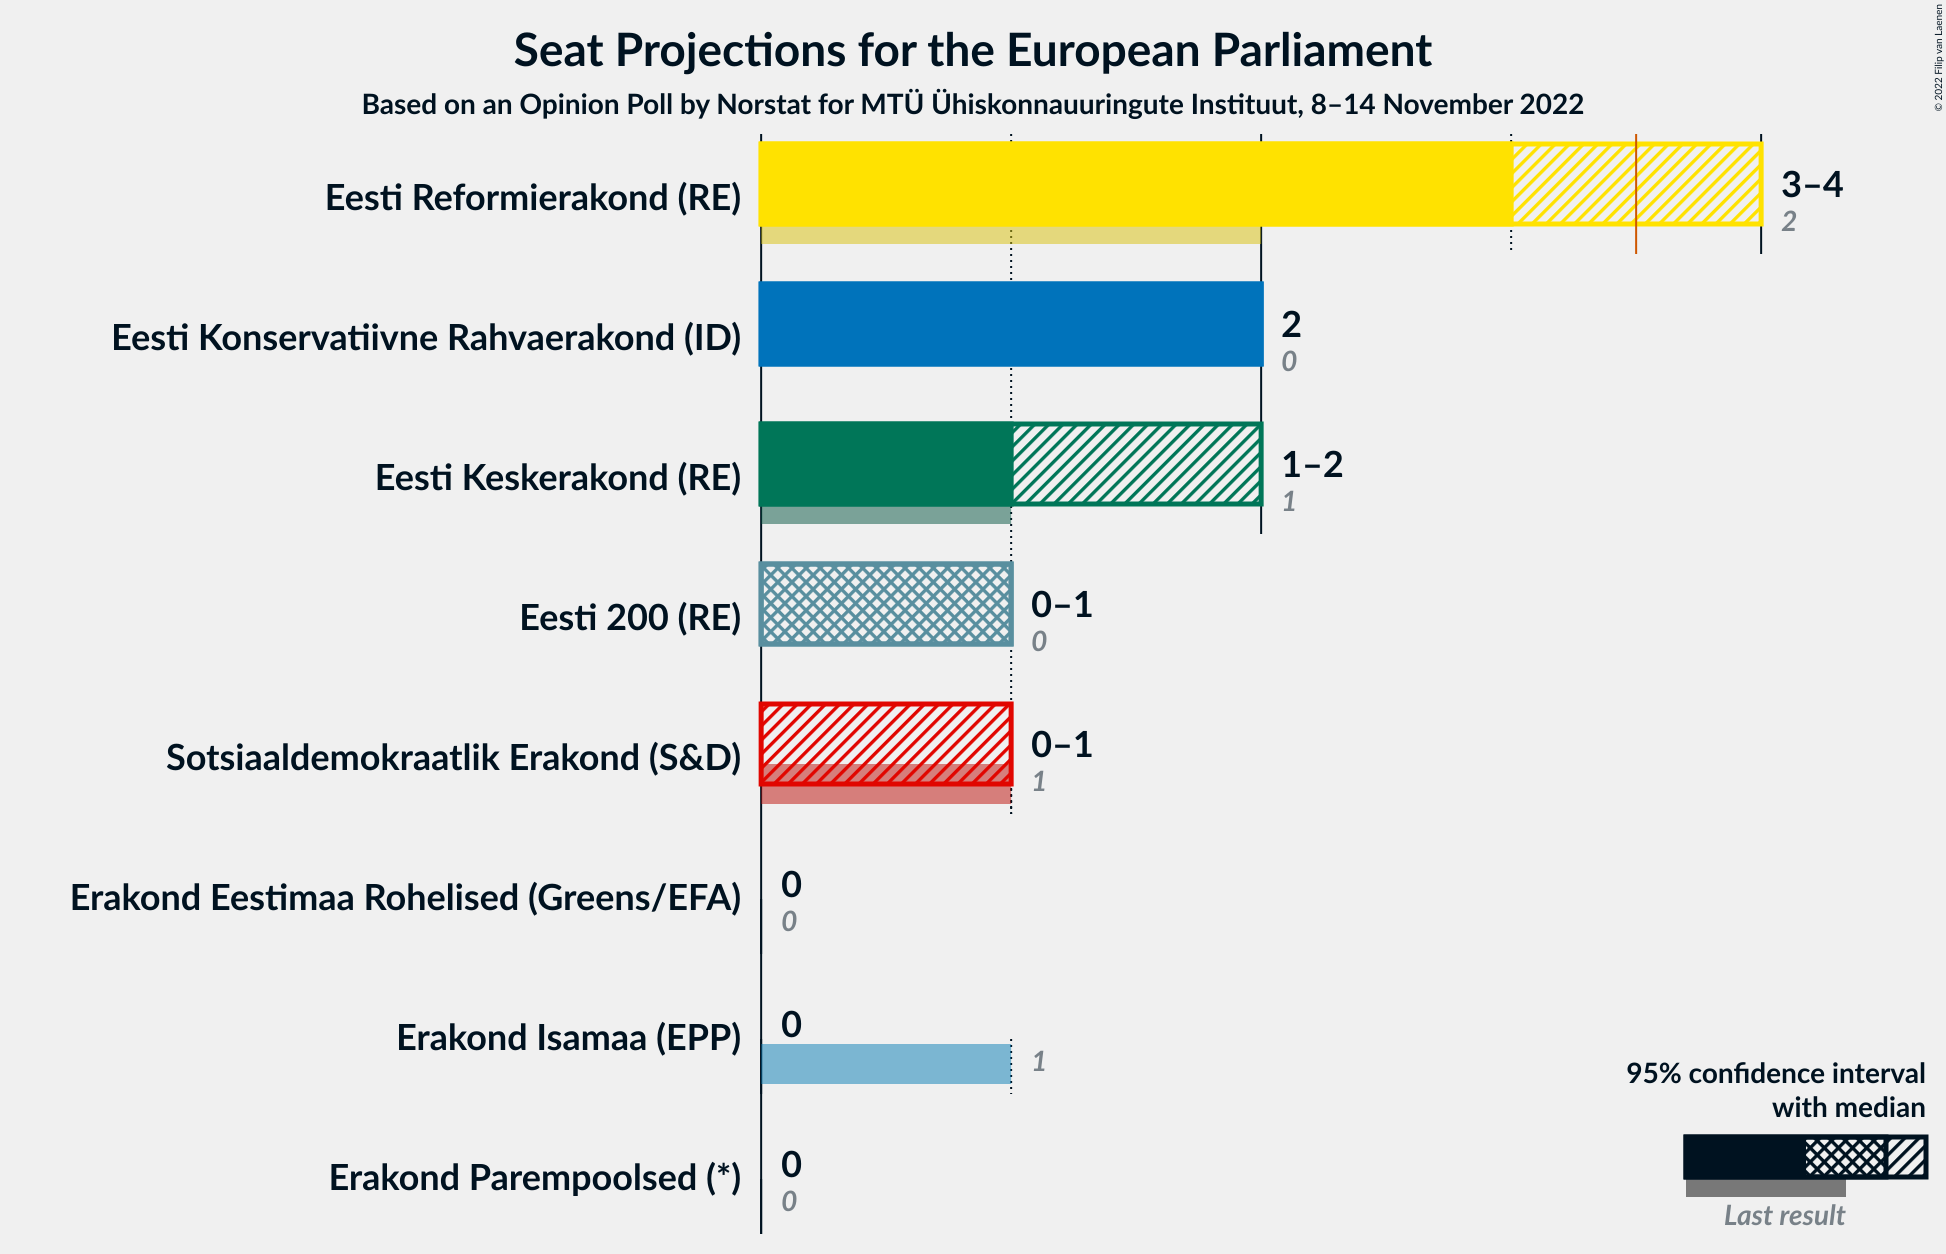 Seat Projections for the European Parliament
Based on an Opinion Poll by Norstat for MTÜ Ühiskonnauuringute Instituut, 8–14 November 2022
© 2022 Filip van Laenen
Eesti Reformierakond (RE)
3–4
2
Eesti Konservatiivne Rahvaerakond (ID)
2
0
Eesti Keskerakond (RE)
1–2
1
Eesti 200 (RE)
0–1
0
Sotsiaaldemokraatlik Erakond (S&D)
0–1
1
Erakond Eestimaa Rohelised (Greens/EFA)
0
0
Erakond Isamaa (EPP)
0
1
Erakond Parempoolsed (*)
0
0
95% confidence interval
with median
Last result